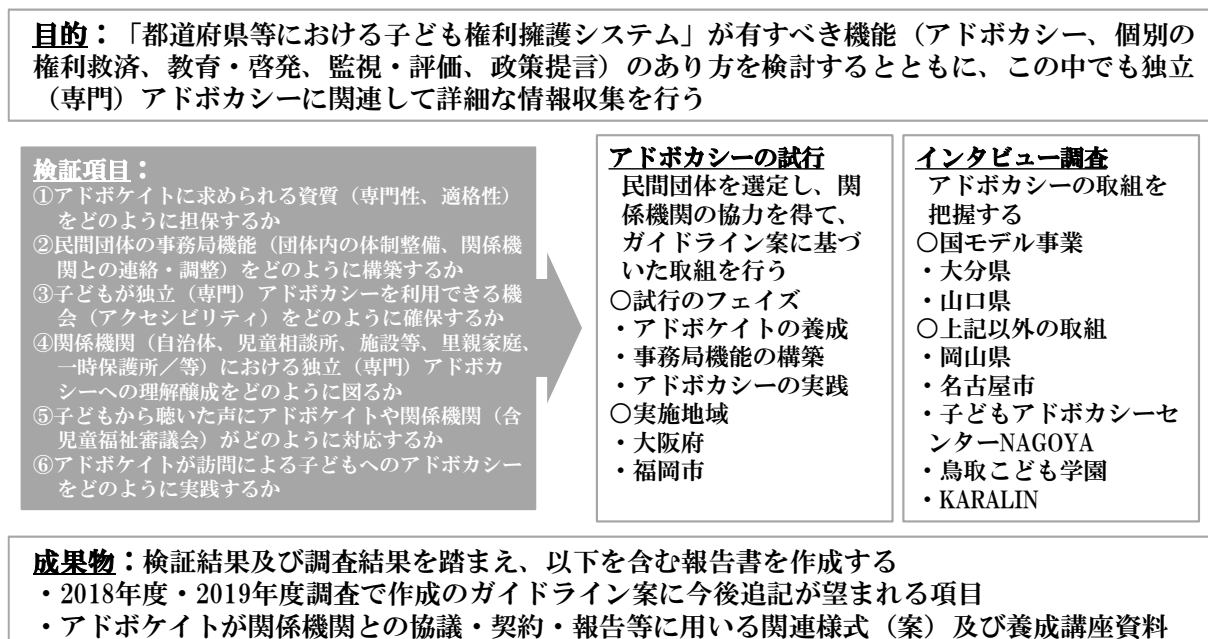 目的：「都道府県等における子ども権利擁護システム」が有すべき機能（アドボカシー、個別の
権利救済、教育・啓発、監視・評価、政策提言）のあり方を検討するとともに、この中でも独立
（専門）アドボカシーに関連して詳細な情報収集を行う
検証項目：
①アドボケイトに求められる資質（専門性、適格性）
をどのように担保するか
②民間団体の事務局機能（団体内の体制整備、関係機
関との連絡・調整）をどのように構築するか
③子どもが独立（専門）アドボカシーを利用できる機
会（アクセシビリティ）をどのように確保するか
④関係機関（自治体、児童相談所、施設等、里親家庭、
一時保護所／等）における独立（専門）アドボカ
シーへの理解醸成をどのように図るか
⑤子どもから聴いた声にアドボケイトや関係機関（含
児童福祉審議会）がどのように対応するか
⑥アドボケイトが訪問による子どもへのアドボカシー
をどのように実践するか
アドボカシーの試行
民間団体を選定し、関
係機関の協力を得て、
ガイドライン案に基づ
いた取組を行う
○試行のフェイズ
・アドボケイトの養成
・事務局機能の構築
・アドボカシーの実践
○実施地域
・大阪府
・福岡市
インタビュー調査
アドボカシーの取組を
把握する
○国モデル事業
・大分県
・山口県
○上記以外の取組
・岡山県
・名古屋市
・子どもアドボカシーセ
ンターNAGOYA
・鳥取こども学園
・KARALIN
成果物：検証結果及び調査結果を踏まえ、以下を含む報告書を作成する
・2018年度・2019年度調査で作成のガイドライン案に今後追記が望まれる項目
・アドボケイトが関係機関との協議・契約・報告等に用いる関連様式（案）及び養成講座資料